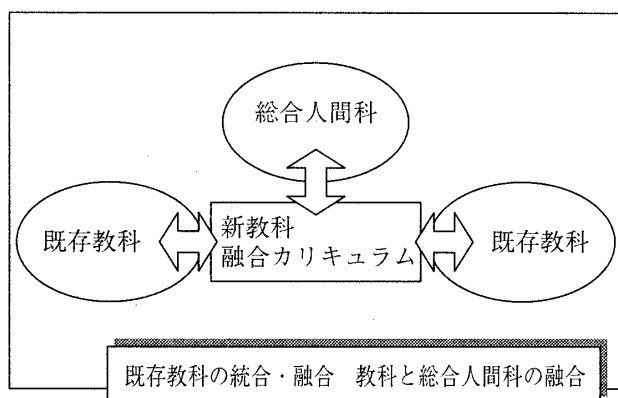 総合人間科
既存教科
新教科
融合カリキュラム
既存教科
既存教科の統合・融合　教科と総合人間科の融合